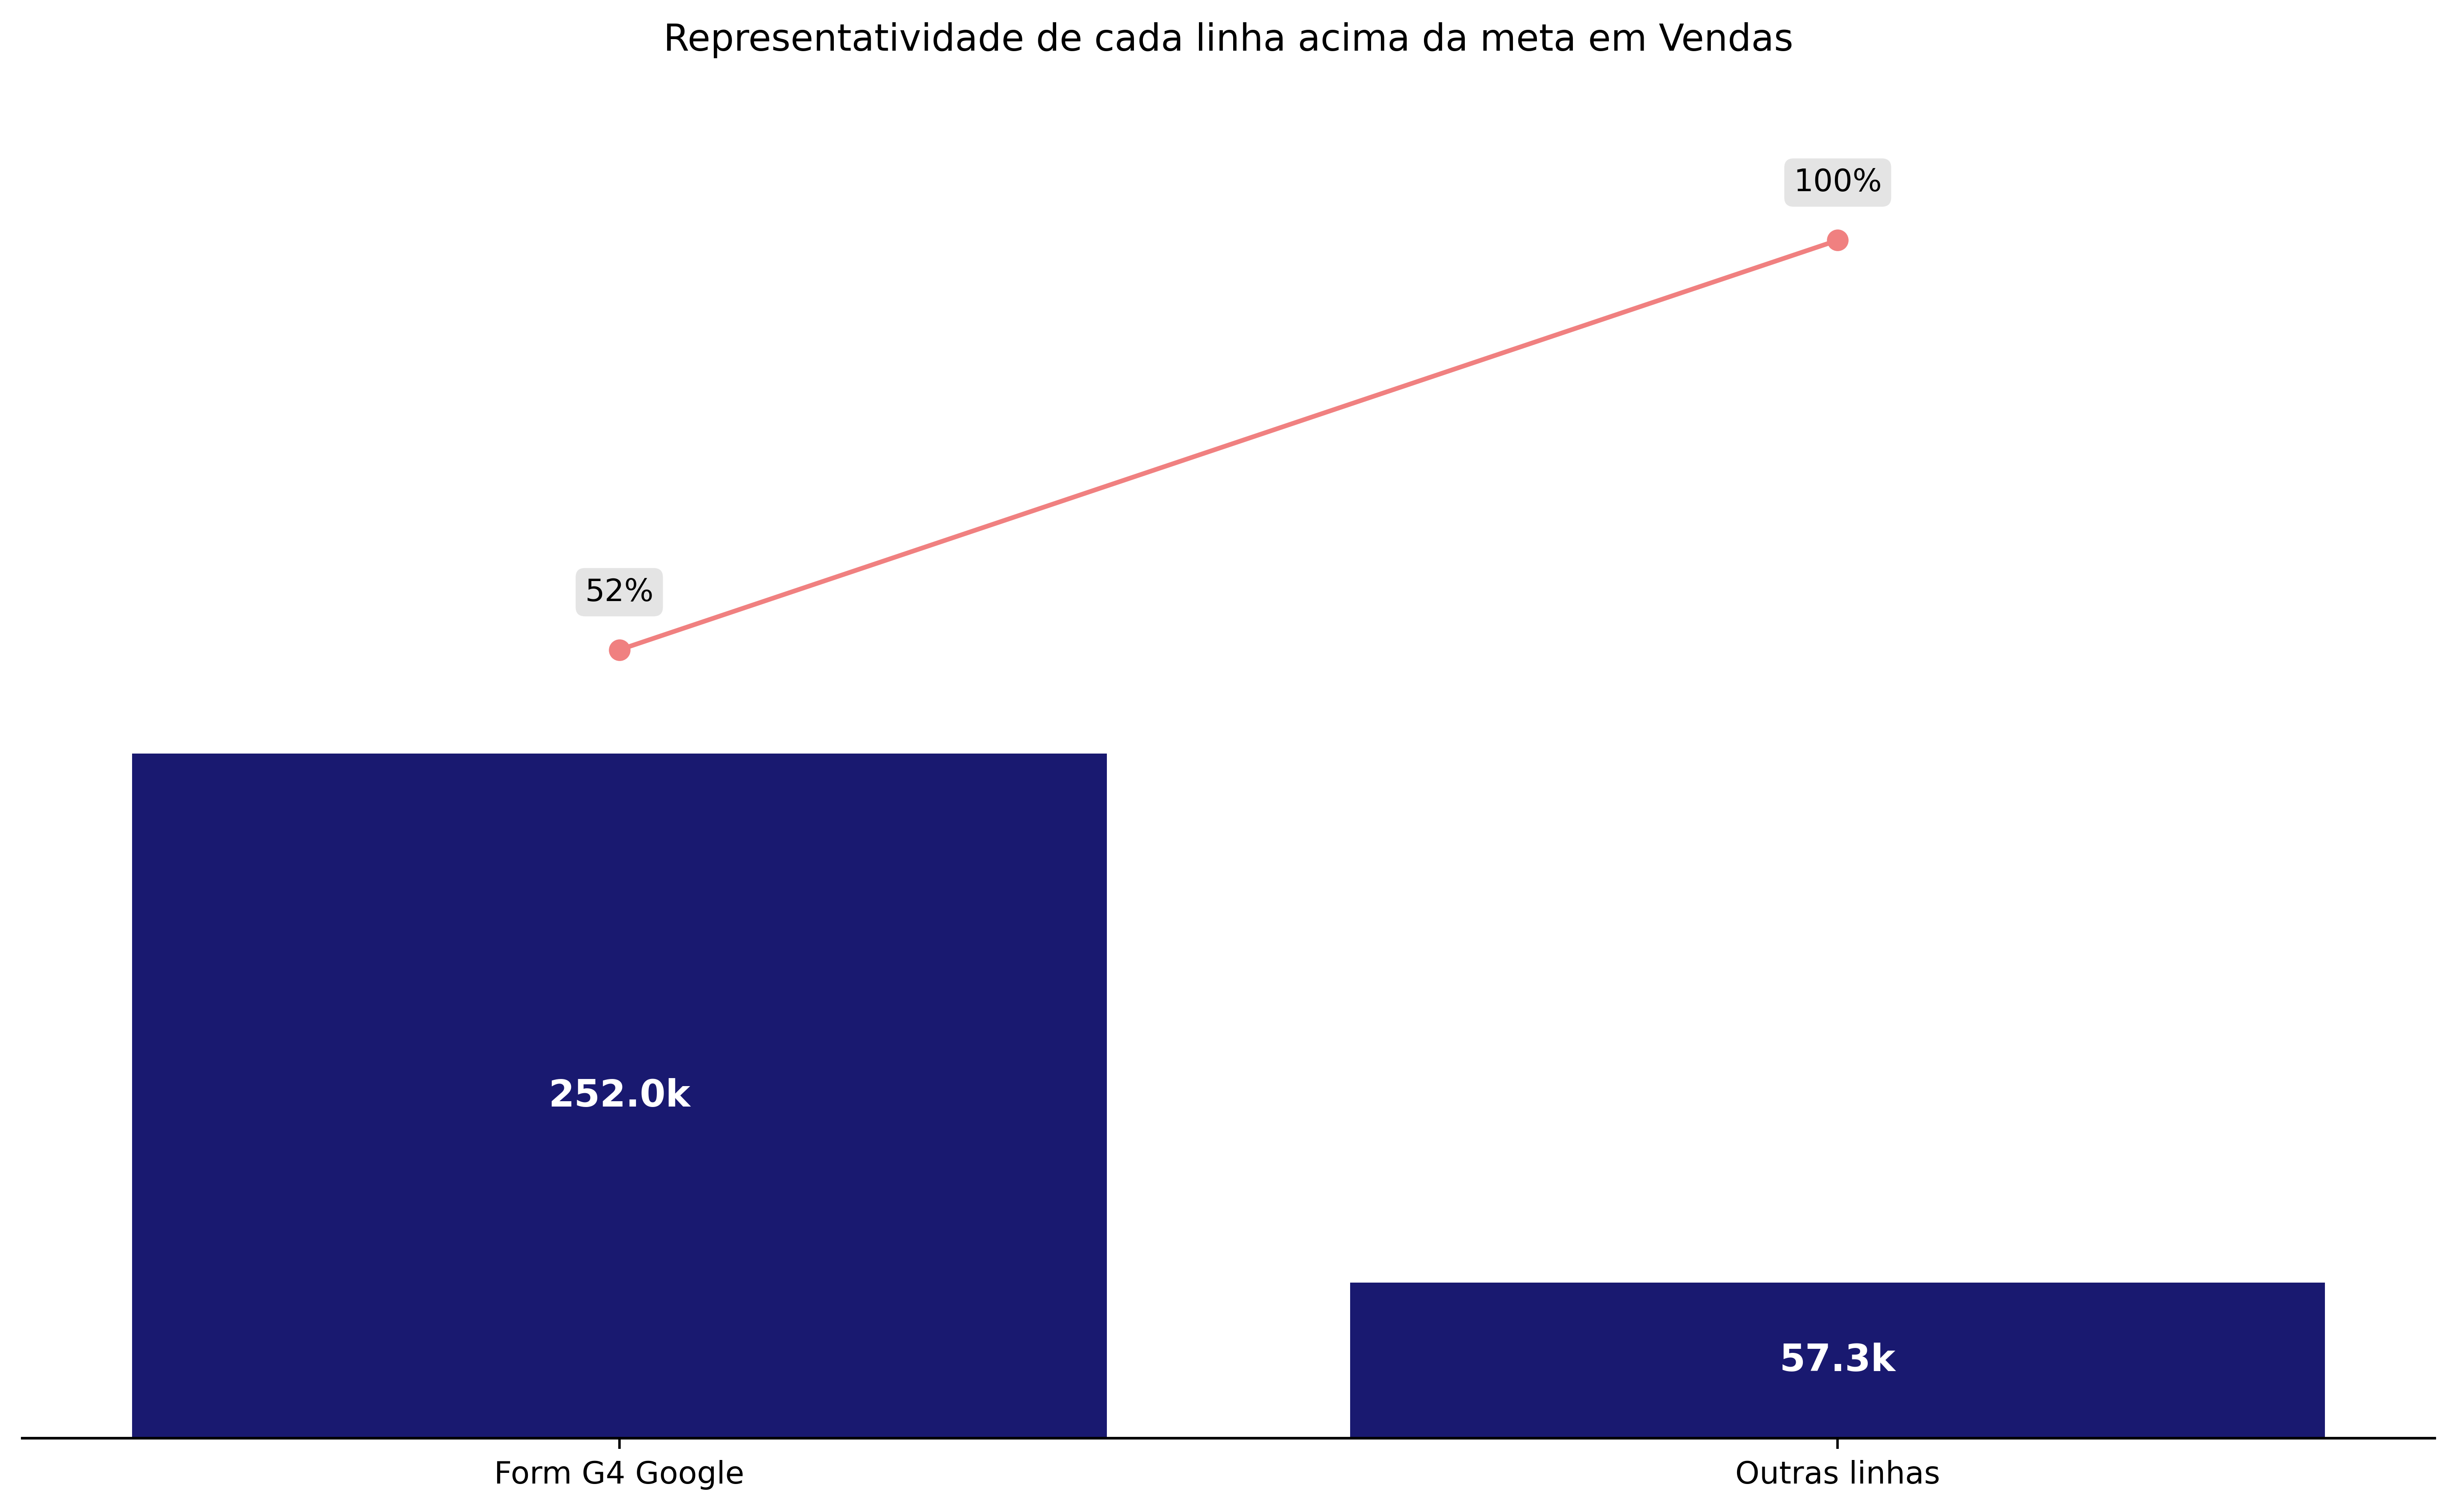 Representatividade de cada linha acima da meta em Vendas
100%
52%
252.0k
57.3k
Form G4 Google
Outras linhas